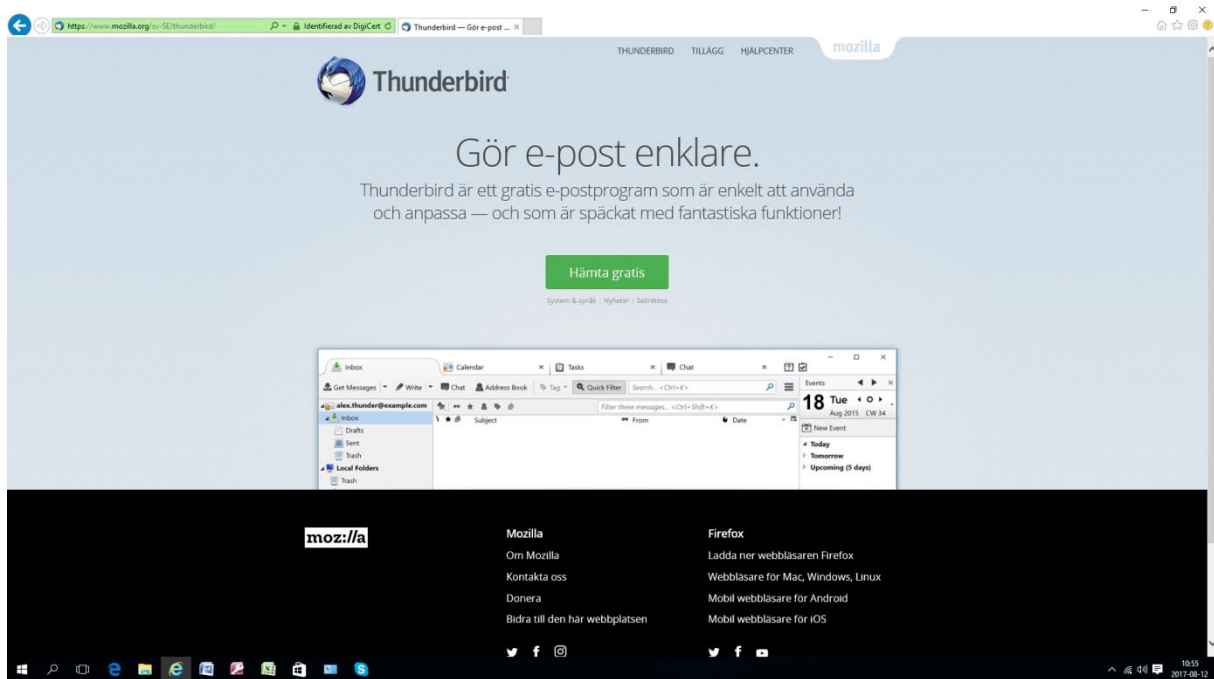 https://www.mozilla.org/sv-SE/thunderbird/ Identifierad av DigiCert Thunderbird — Gör e-post ...
THUNDERBIRD TILLÄGG HJÄLPCENTER mozilla
Thunderbird
Gör e-post enklare.
Thunderbird är ett gratis e-postprogram som är enkelt att använda
och anpassa — och som är späckat med fantastiska funktioner!
Hämta gratis
System & språk | Nyheter | Sekretess
Inbox Calendar Tasks Chat
Get Messages Write Chat Address Book Tag Quick Filter Search... <Ctrl+K> Events
alex.thunder@example.com Filter these messages... <Ctrl+Shift+K> 18 Tue
Aug 2015 CW 34
Inbox Subject From Date
New Event
Drafts
Sent
Trash
Local Folders
Trash
Today
Tomorrow
Upcoming (5 days)
moz://a
Mozilla
Om Mozilla
Kontakta oss
Donera
Bidra till den här webbplatsen
Firefox
Ladda ner webbläsaren Firefox
Webbläsare för Mac, Windows, Linux
Mobil webbläsare för Android
Mobil webbläsare för iOS
10:55
2017-08-12